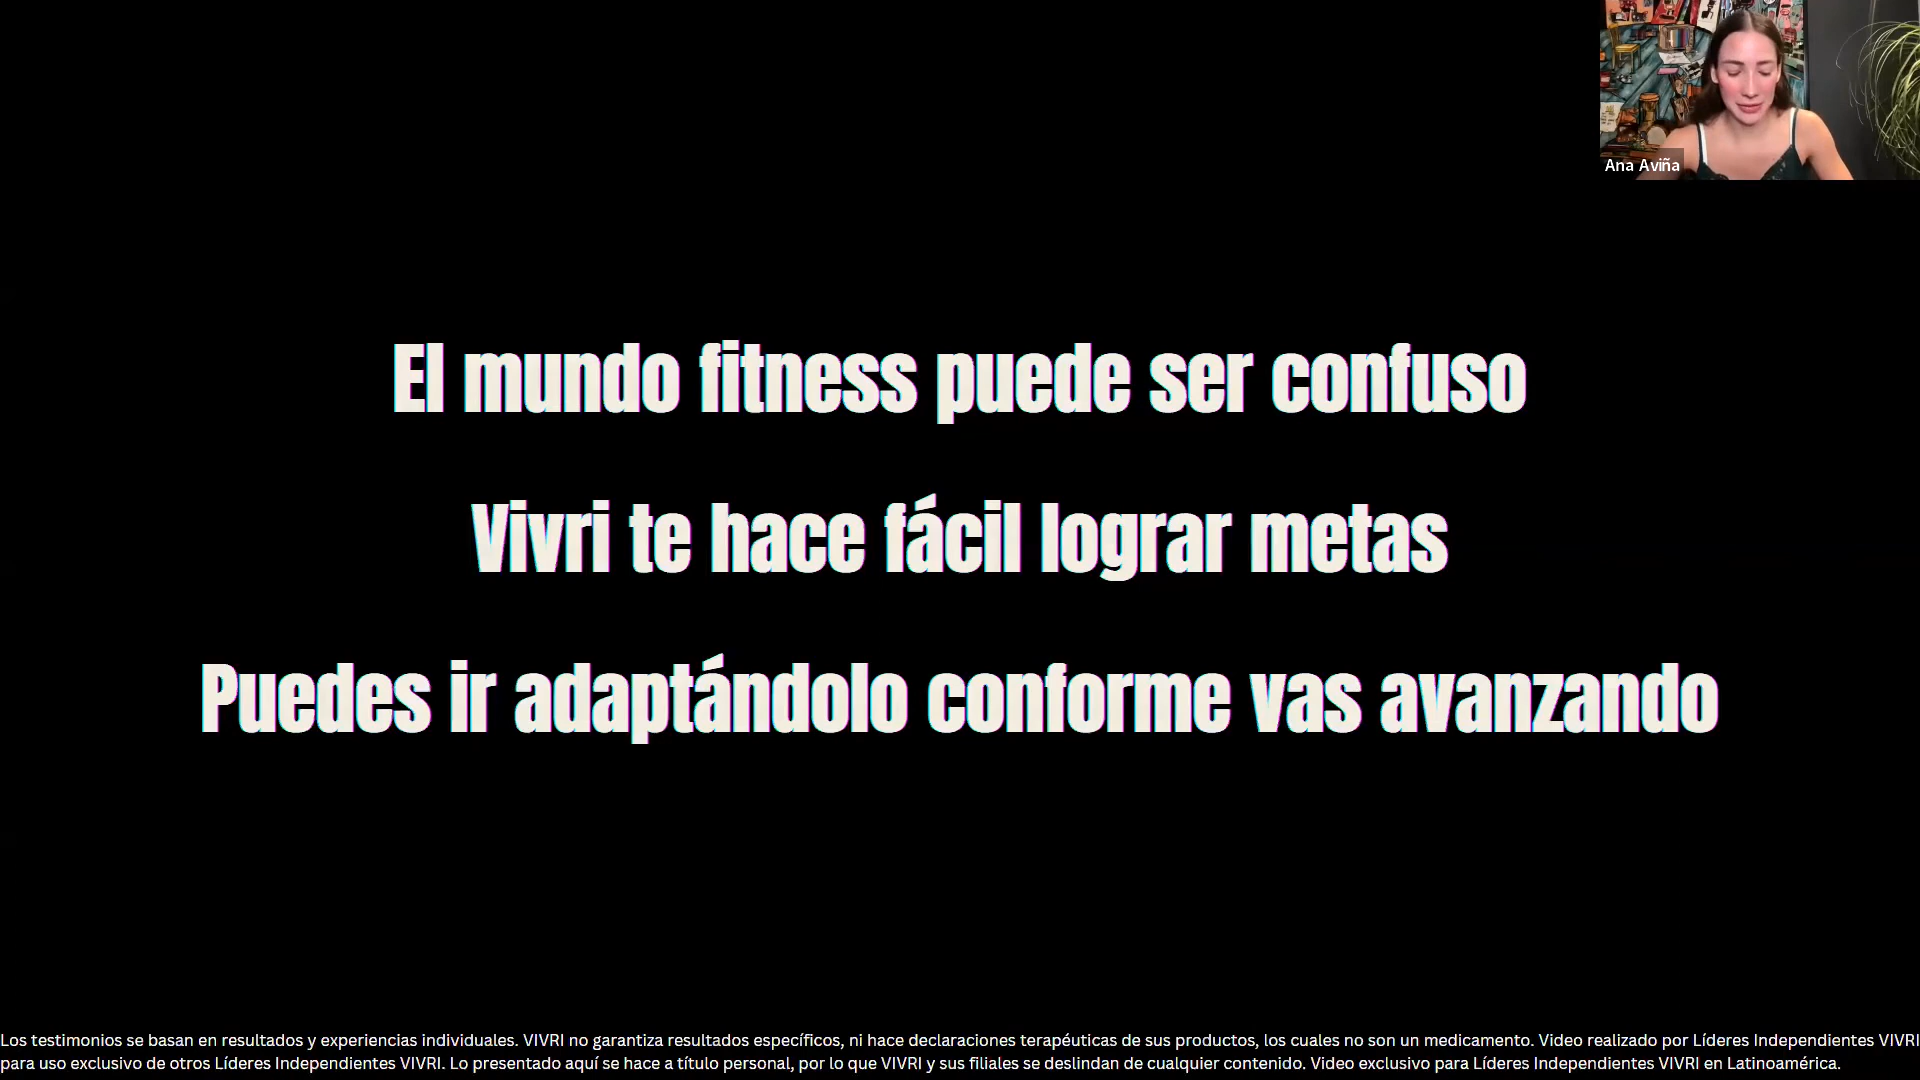 Ana Aviña
El mundo fitness puede ser confuso
Vivri te hace fácil lograr metas
Puedes ir adaptándolo conforme vas avanzando
Los testimonios se basan en resultados y experiencias individuales. VIVRI no garantiza resultados específicos, ni hace declaraciones terapéuticas de sus productos, los cuales no son un medicamento. Video realizado por Líderes Independientes VIVRI
para uso exclusivo de otros Líderes Independientes VIVRI. Lo presentado aquí se hace a título personal, por lo que VIVRI y sus filiales se deslindan de cualquier contenido. Video exclusivo para Líderes Independientes VIVRI en Latinoamérica.